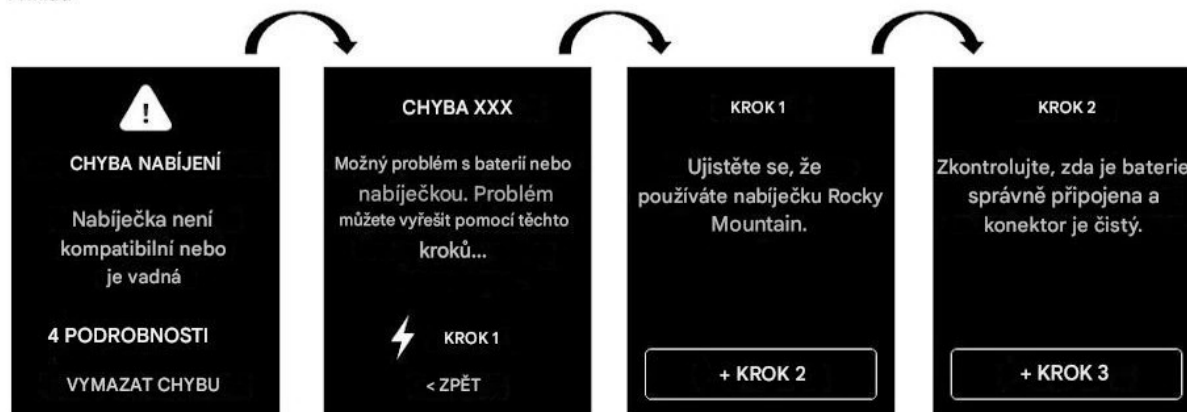 CHYBA NABÍJENÍ
Nabíječka není
kompatibilní nebo
je vadná
4 PODROBNOSTI
VYMAZAT CHYBU
CHYBA XXX
Možný problém s baterií nebo
nabíječkou. Problém
můžete vyřešit pomocí těchto
kroků...
KROK 1
< ZPĚT
KROK 1
Ujistěte se, že
používáte nabíječku Rocky
Mountain.
+ KROK 2
KROK 2
Zkontrolujte, zda je baterie
správně připojena a
konektor je čistý.
+ KROK 3